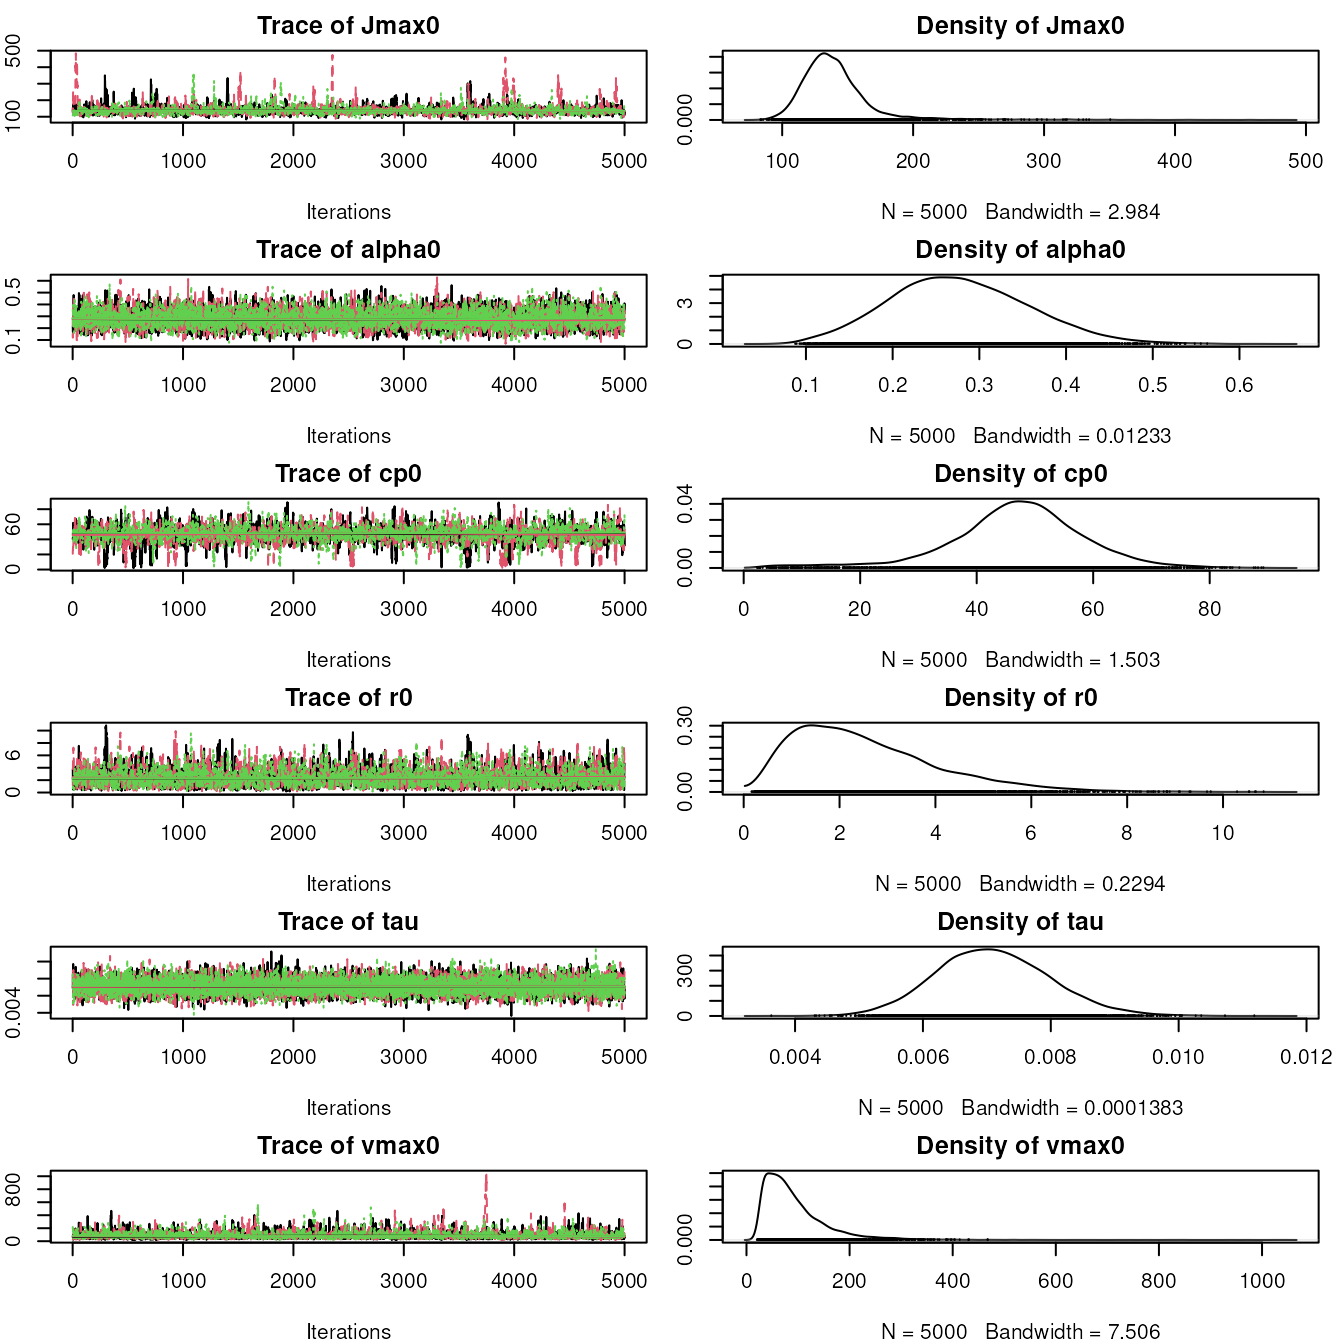 Trace of Jmax0
500
100
0 1000 2000 3000 4000 5000
Iterations
Density of Jmax0
0.000
100 200 300 400 500
N = 5000 Bandwidth = 2.984
Trace of alpha0
0.5
0.1
0 1000 2000 3000 4000 5000
Iterations
Density of alpha0
3
0
0.1 0.2 0.3 0.4 0.5 0.6
N = 5000 Bandwidth = 0.01233
Trace of cp0
60
0
0 1000 2000 3000 4000 5000
Iterations
Density of cp0
0.04
0.00
0 20 40 60 80
N = 5000 Bandwidth = 1.503
Trace of r0
6
0
0 1000 2000 3000 4000 5000
Iterations
Density of r0
0.30
0.00
0 2 4 6 8 10
N = 5000 Bandwidth = 0.2294
Trace of tau
0.004
0 1000 2000 3000 4000 5000
Iterations
Density of tau
300
0
0.004 0.006 0.008 0.010 0.012
N = 5000 Bandwidth = 0.0001383
Trace of vmax0
800
0
0 1000 2000 3000 4000 5000
Iterations
Density of vmax0
0.000
0 200 400 600 800 1000
N = 5000 Bandwidth = 7.506